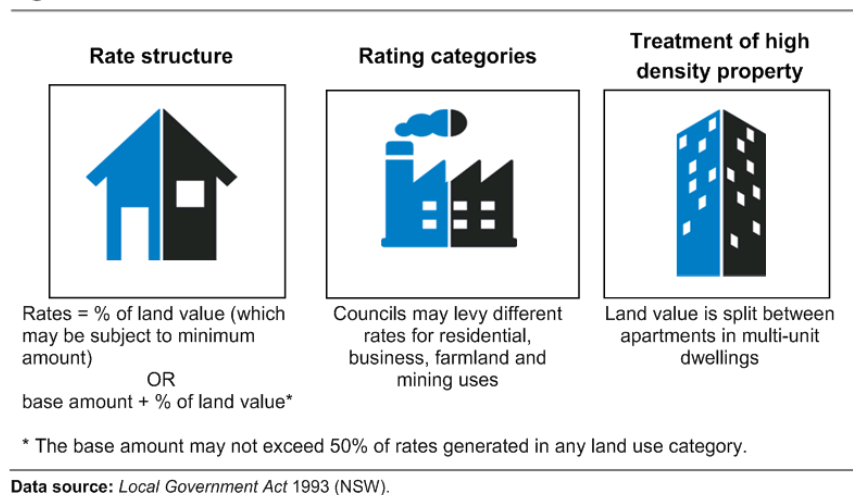 Rate structure
Rating categories
Treatment of high
density property
Rates = % of land value (which
may be subject to minimum
amount)
OR
base amount + % of land value*
Councils may levy different
rates for residential,
business, farmland and
mining uses
Land value is split between
apartments in multi-unit
dwellings
* The base amount may not exceed 50% of rates generated in any land use category.
Data source: Local Government Act 1993 (NSW).